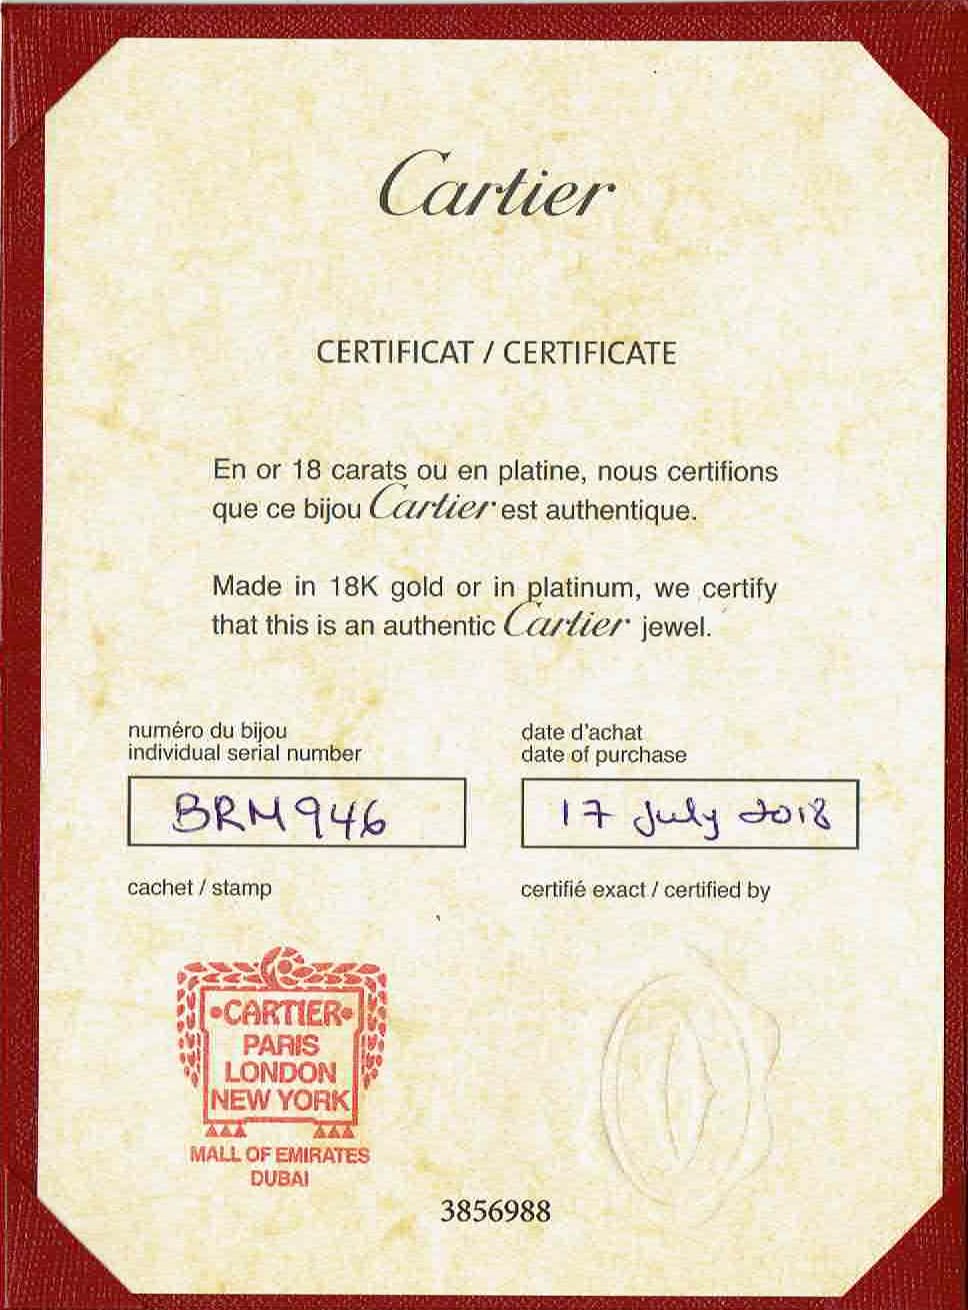 Cartier
CERTIFICAT / CERTIFICATE
En or 18 carats ou en platine, nous certifions
que ce bijou Cartier est authentique.
Made in 18K gold or in platinum, we certify
that this is an authentic Cartier jewel.
numéro du bijou
individual serial number
BRM946
date d'achat
date of purchase
17 July 2018
cachet / stamp
certifié exact / certified by
•CARTIER•
PARIS
LONDON
NEW YORK
MALL OF EMIRATES
DUBAI
3856988